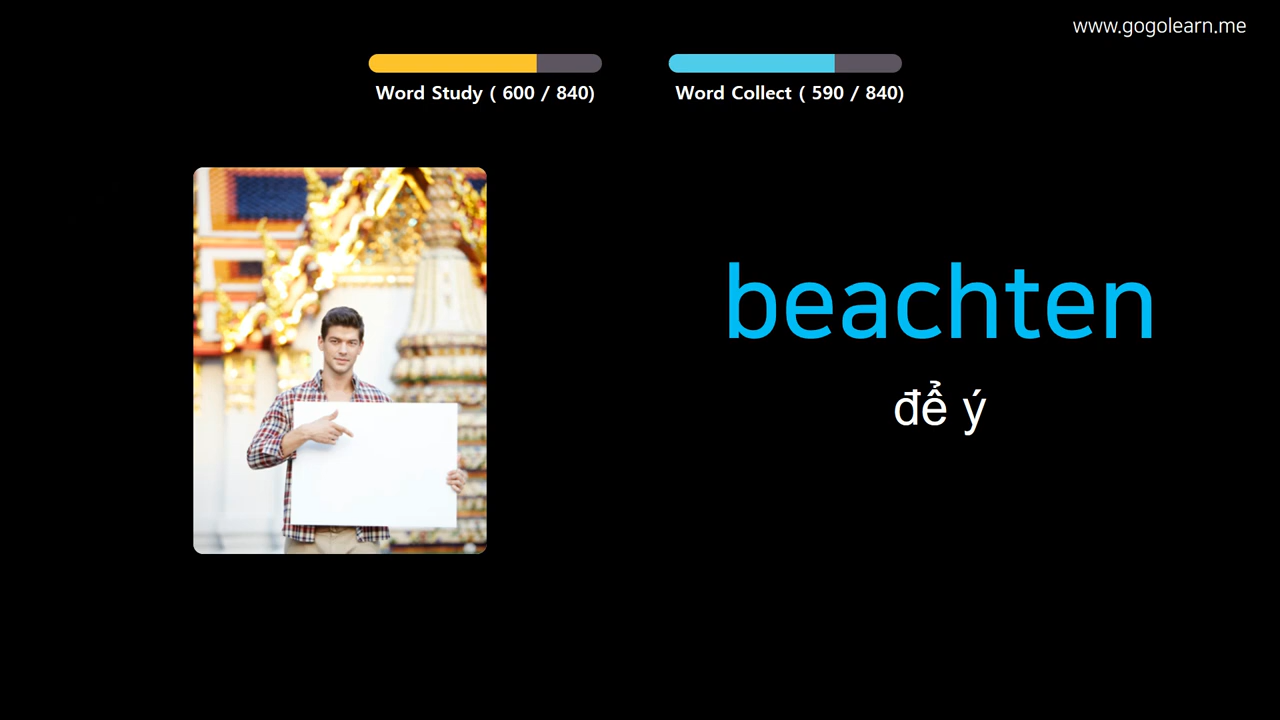 www.gogolearn.me
Word Study ( 600 / 840)
Word Collect ( 590 / 840)
beachten
để ý